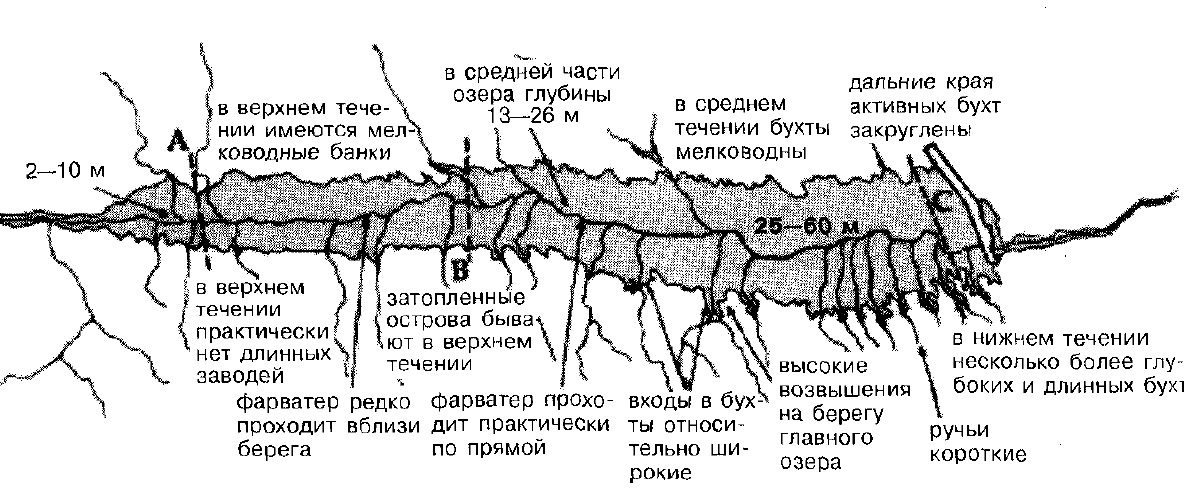 в средней части
озера глубины
13—26 м
дальние края
активных бухт
закруглены
в верхнем тече-
нии имеются мел-
ководные банки
в среднем
течении бухты
мелководны
A
2—10 м
C
25—60 м
B
в верхнем
течении
практически
нет длинных
заводей
затопленные
острова быва-
ют в верхнем
течении
в нижнем течении
несколько более глу-
боких и длинных бухт
высокие
возвышения
на берегу
главного
озера
фарватер редко
проходит вблизи
берега
фарватер прохо-
дит практически
по прямой
входы в бух-
ты относи-
тельно ши-
рокие
ручьи
короткие